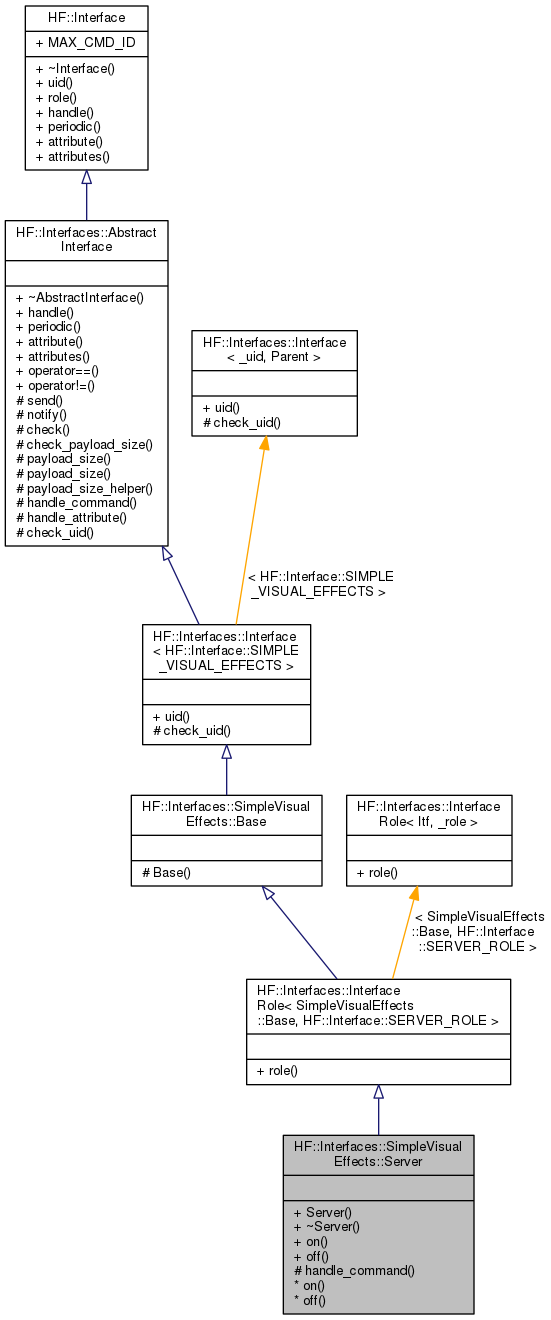 HF::Interface
+ MAX_CMD_ID
+ ~Interface()
+ uid()
+ role()
+ handle()
+ periodic()
+ attribute()
+ attributes()
HF::Interfaces::Abstract
Interface
+ ~AbstractInterface()
+ handle()
+ periodic()
+ attribute()
+ attributes()
+ operator==()
+ operator!=()
# send()
# notify()
# check()
# check_payload_size()
# payload_size()
# payload_size()
# payload_size_helper()
# handle_command()
# handle_attribute()
# check_uid()
HF::Interfaces::Interface
< _uid, Parent >
+ uid()
# check_uid()
< HF::Interface::SIMPLE
_VISUAL_EFFECTS >
HF::Interfaces::Interface
< HF::Interface::SIMPLE
_VISUAL_EFFECTS >
+ uid()
# check_uid()
HF::Interfaces::SimpleVisual
Effects::Base
# Base()
HF::Interfaces::Interface
Role< Itf, _role >
+ role()
< SimpleVisualEffects
::Base, HF::Interface
::SERVER_ROLE >
HF::Interfaces::Interface
Role< SimpleVisualEffects
::Base, HF::Interface::SERVER_ROLE >
+ role()
HF::Interfaces::SimpleVisual
Effects::Server
+ Server()
+ ~Server()
+ on()
+ off()
# handle_command()
* on()
* off()